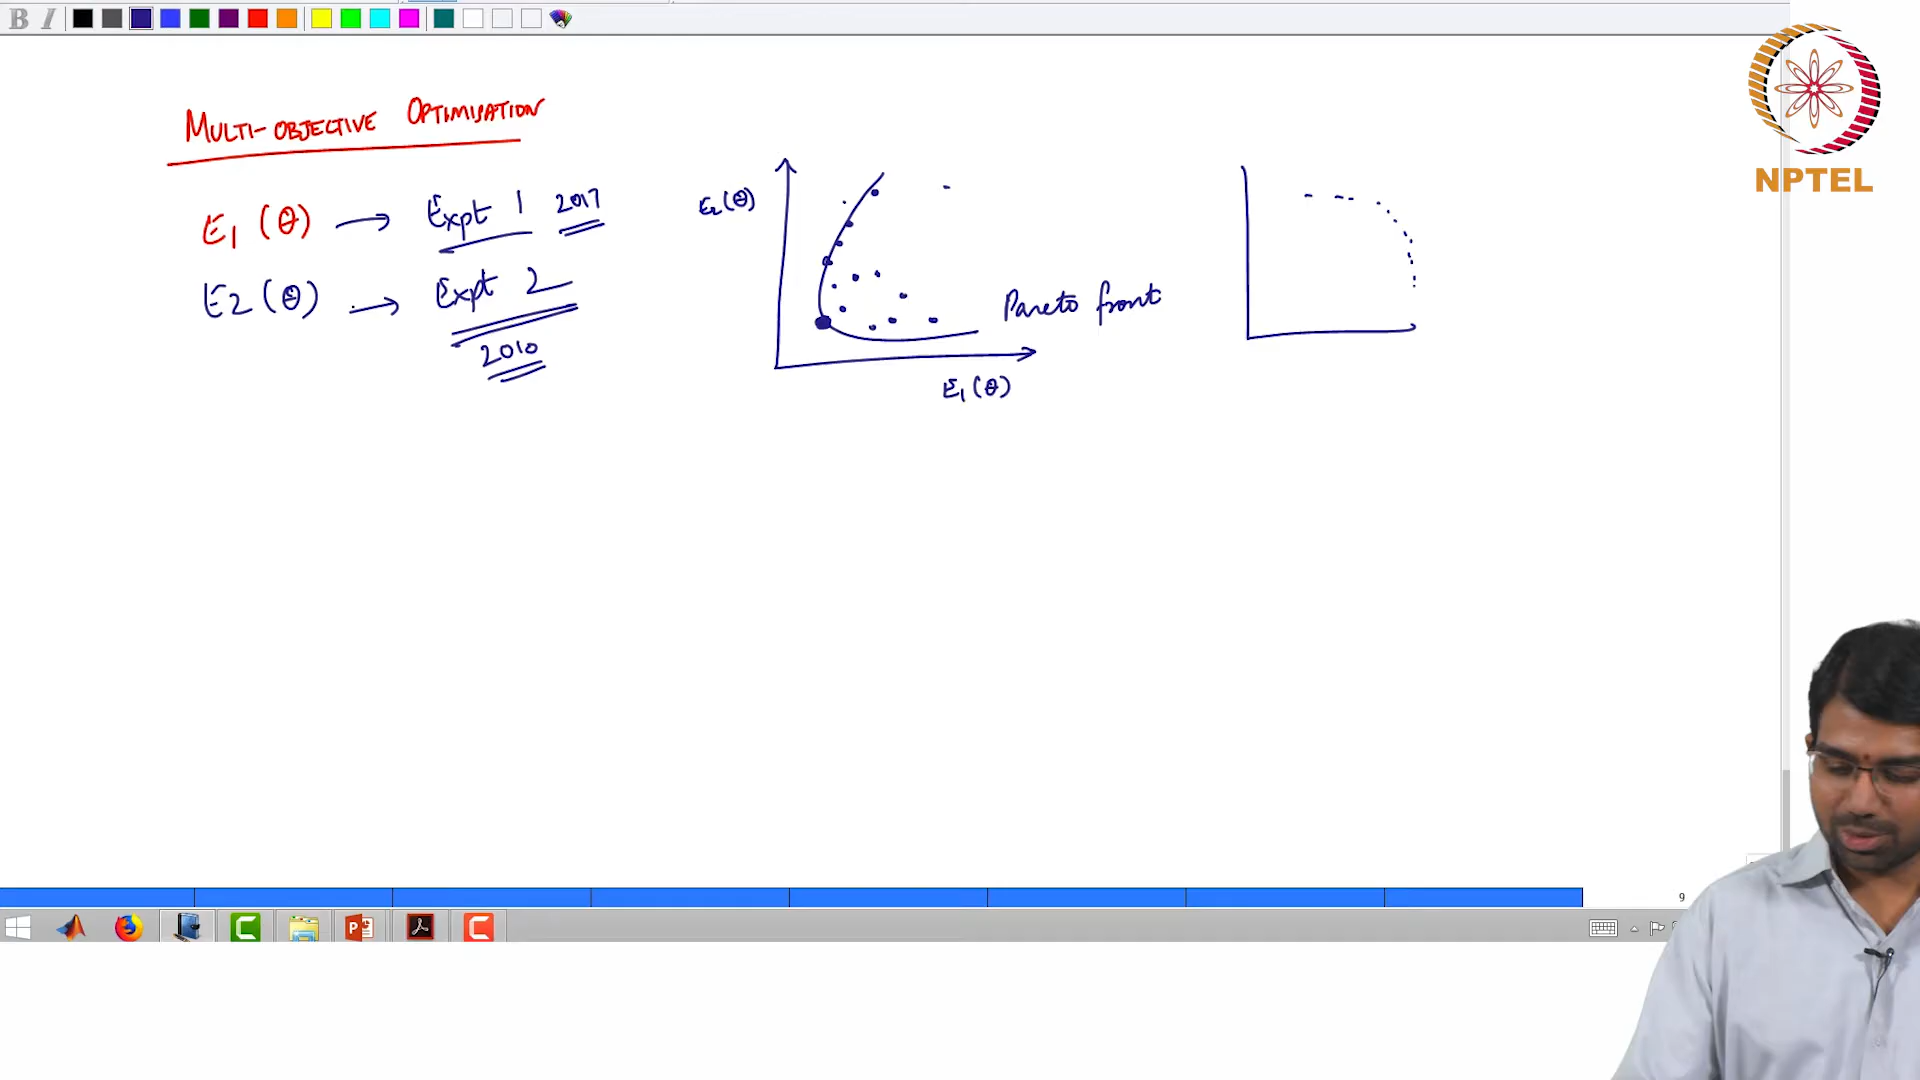 B I
MULTI-OBJECTIVE OPTIMISATION
E1 (θ) → Expt 1 2017
E2 (θ) → Expt 2
2010
E2(θ)
Pareto front
E1(θ)
NPTEL
9